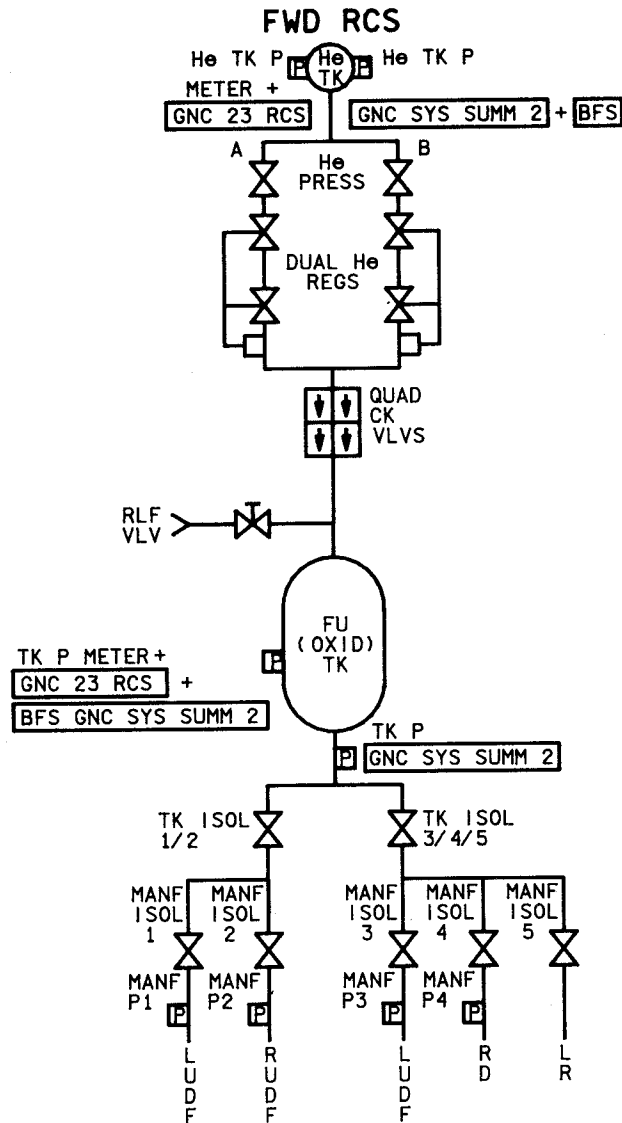 FWD RCS
He TK P
P
He
TK
P
He TK P
METER +
GNC 23 RCS
GNC SYS SUMM 2 + BFS
A
B
He
PRESS
DUAL He
REGS
QUAD
CK
VLVS
RLF
VLV
FU
(OXID)
TK
P
TK P METER+
GNC 23 RCS +
BFS GNC SYS SUMM 2
TK P
P
GNC SYS SUMM 2
TK ISOL
1/2
TK ISOL
3/4/5
MANF
ISOL
1
MANF
ISOL
2
MANF
ISOL
3
MANF
ISOL
4
MANF
ISOL
5
MANF
P1
P
MANF
P2
P
MANF
P3
P
MANF
P4
P
L
U
D
F
R
U
D
F
L
U
D
F
R
D
L
R